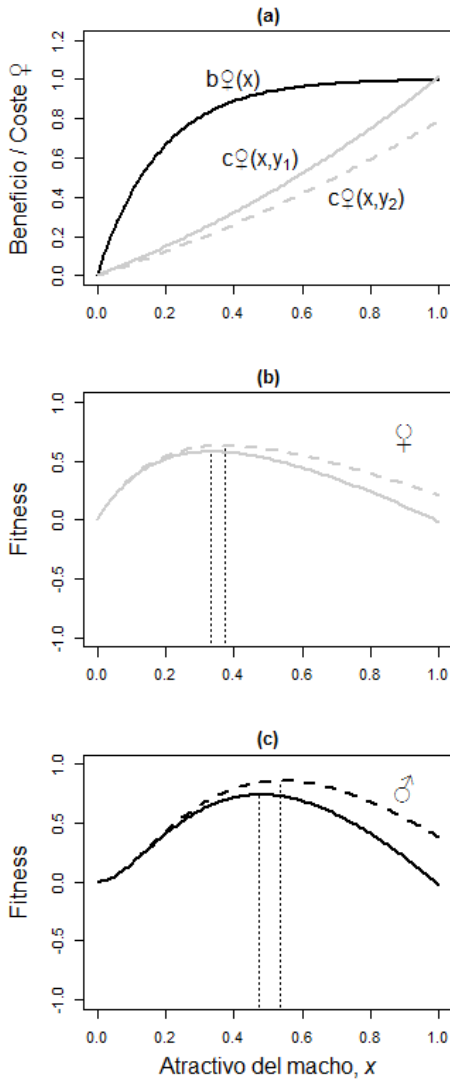 (a)
Beneficio / Coste ♀
1.2
1.0
0.8
0.6
0.4
0.2
0.0
b♀(x)
c♀(x,y₁)
c♀(x,y₂)
0.0 0.2 0.4 0.6 0.8 1.0
(b)
Fitness
1.0
0.5
0.0
-0.5
-1.0
♀
0.0 0.2 0.4 0.6 0.8 1.0
(c)
Fitness
1.0
0.5
0.0
-0.5
-1.0
♂
0.0 0.2 0.4 0.6 0.8 1.0
Atractivo del macho, x